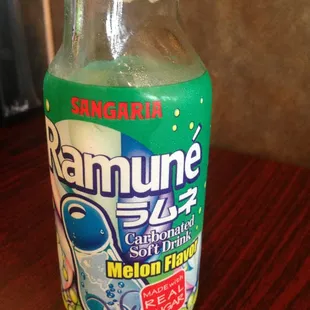 SANGARIA
Ramuné
ラムネ
Carbonated
Soft Drink
Melon Flavor
MADE WITH
REAL
SUGAR